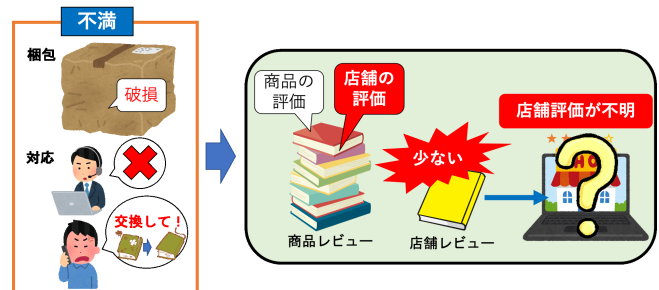 不満
梱包
破損
対応
交換して！
商品の
評価
店舗の
評価
商品レビュー
少ない
店舗レビュー
店舗評価が不明
?